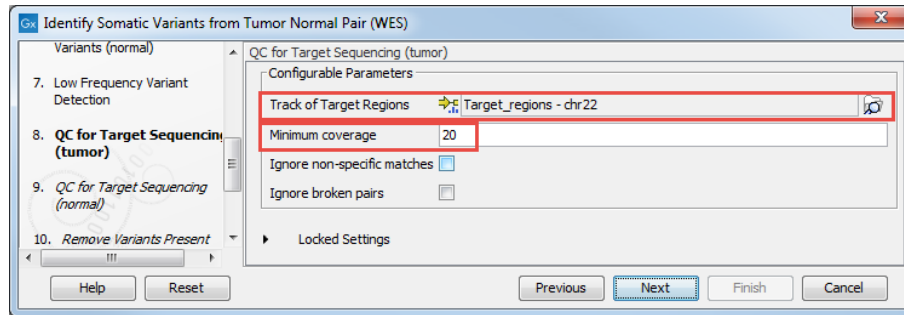 Gx Identify Somatic Variants from Tumor Normal Pair (WES)
x
Variants (normal)
7. Low Frequency Variant
Detection
8. QC for Target Sequencing
(tumor)
9. QC for Target Sequencing
(normal)
10. Remove Variants Present
QC for Target Sequencing (tumor)
Configurable Parameters
Track of Target Regions
Target_regions - chr22
Minimum coverage
20
Ignore non-specific matches
Ignore broken pairs
Locked Settings
Help
Reset
Previous
Next
Finish
Cancel